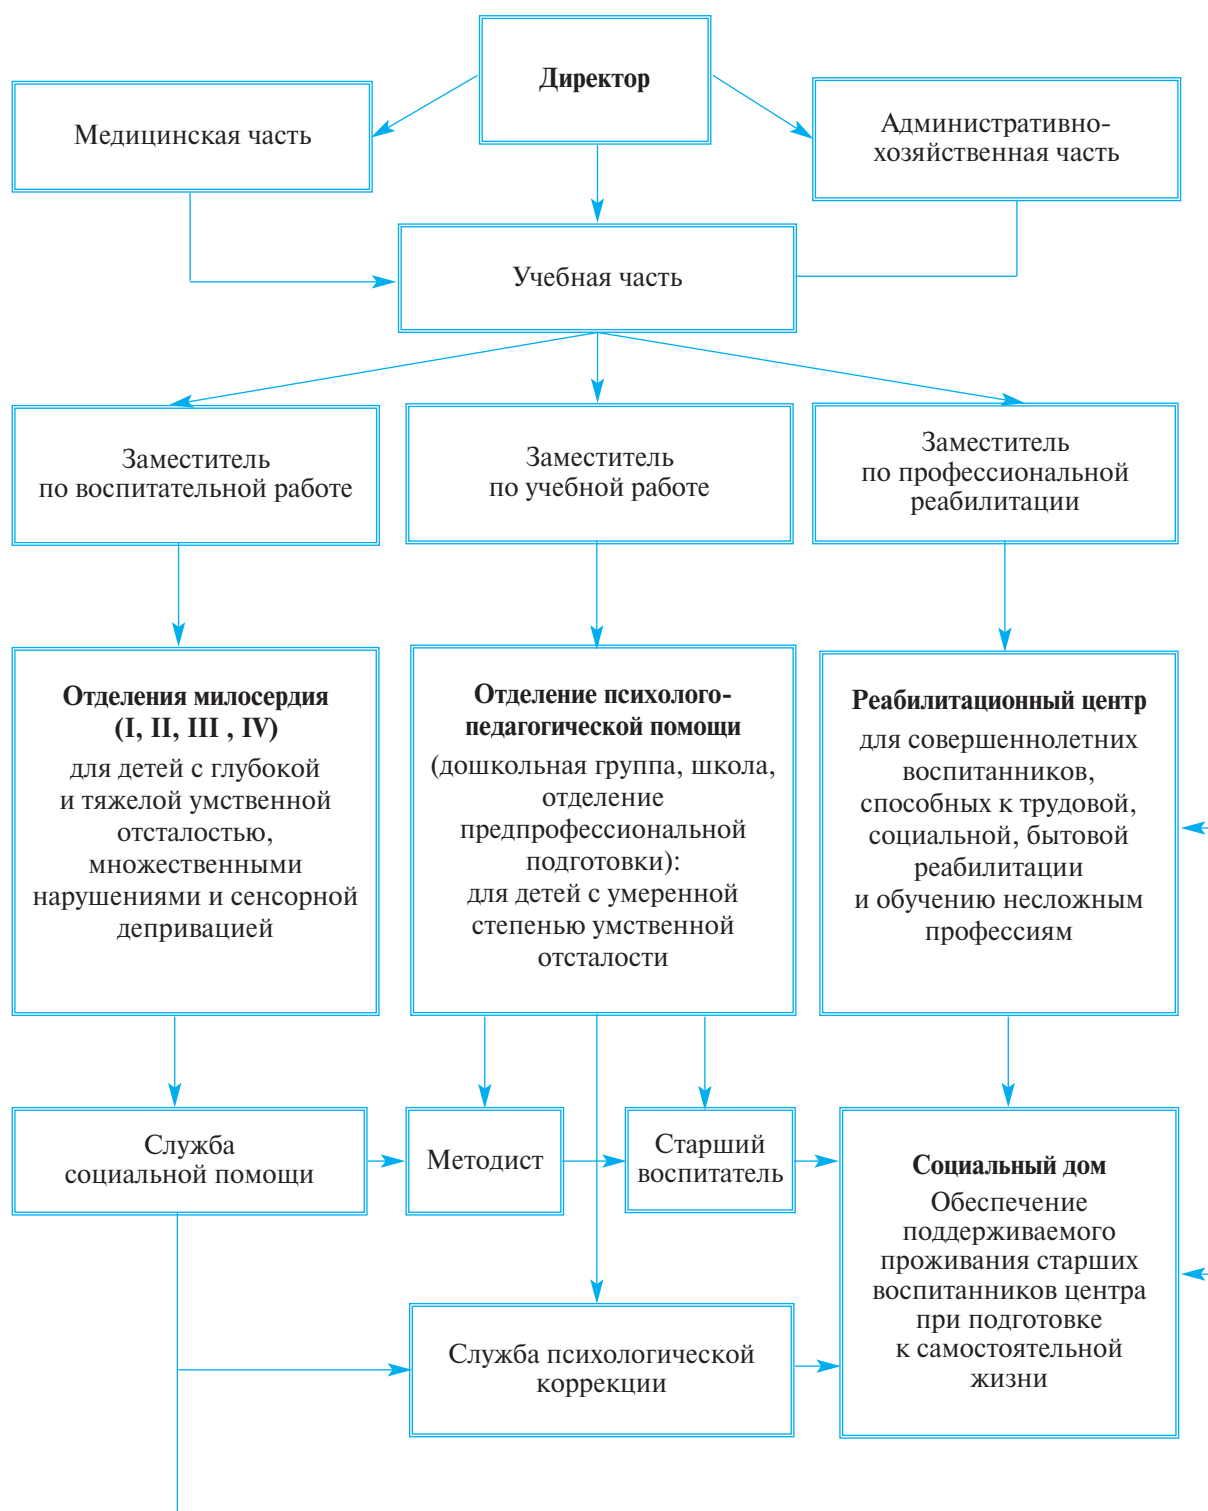 Директор
Медицинская часть
Административно-
хозяйственная часть
Учебная часть
Заместитель
по воспитательной работе
Заместитель
по учебной работе
Заместитель
по профессиональной
реабилитации
Отделения милосердия
(I, II, III , IV)
для детей с глубокой
и тяжелой умственной
отсталостью,
множественными
нарушениями и сенсорной
депривацией
Отделение психолого-
педагогической помощи
(дошкольная группа, школа,
отделение
предпрофессиональной
подготовки):
для детей с умеренной
степенью умственной
отсталости
Реабилитационный центр
для совершеннолетних
воспитанников,
способных к трудовой,
социальной, бытовой
реабилитации
и обучению несложным
профессиям
Служба
социальной помощи
Методист
Старший
воспитатель
Социальный дом
Обеспечение
поддерживаемого
проживания старших
воспитанников центра
при подготовке
к самостоятельной
жизни
Служба психологической
коррекции